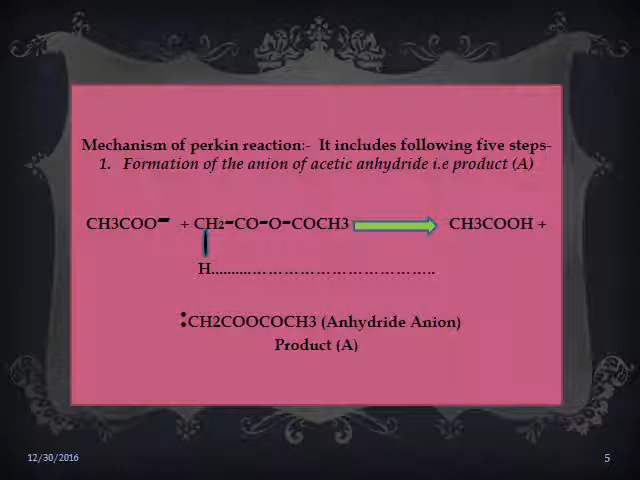 Mechanism of perkin reaction:- It includes following five steps-
1. Formation of the anion of acetic anhydride i.e product (A)
CH3COO- + CH2-CO-O-COCH3 CH3COOH +
H..........................................
:CH2COOCOCH3 (Anhydride Anion)
Product (A)
12/30/2016
5